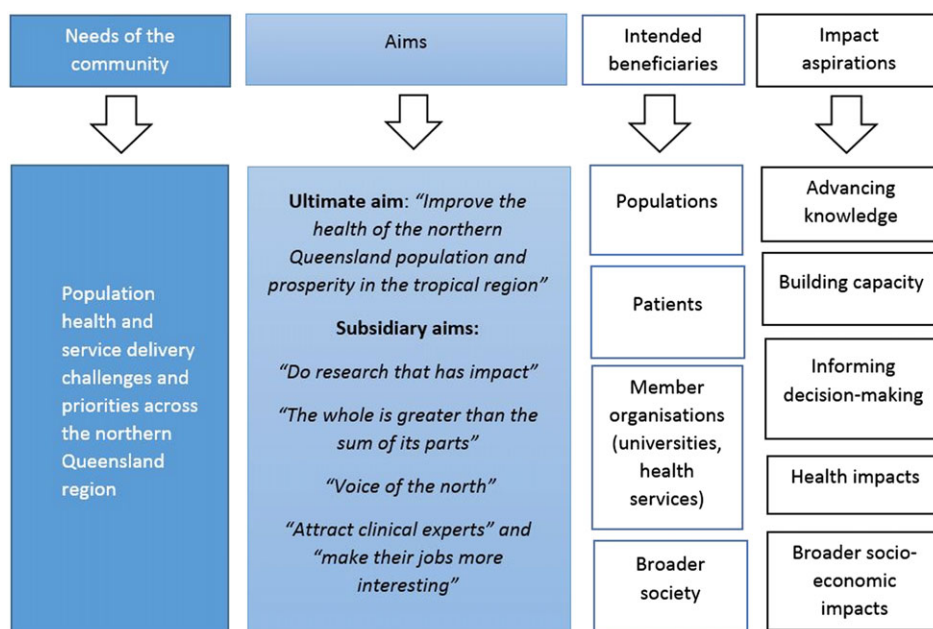 Needs of the
community
Aims
Intended
beneficiaries
Impact
aspirations
Population
health and
service delivery
challenges and
priorities across
the northern
Queensland
region
Ultimate aim: “Improve the
health of the northern
Queensland population and
prosperity in the tropical region”
Subsidiary aims:
“Do research that has impact”
“The whole is greater than the
sum of its parts”
“Voice of the north”
“Attract clinical experts” and
“make their jobs more
interesting”
Populations
Patients
Member
organisations
(universities,
health
services)
Broader
society
Advancing
knowledge
Building capacity
Informing
decision-making
Health impacts
Broader socio-
economic
impacts